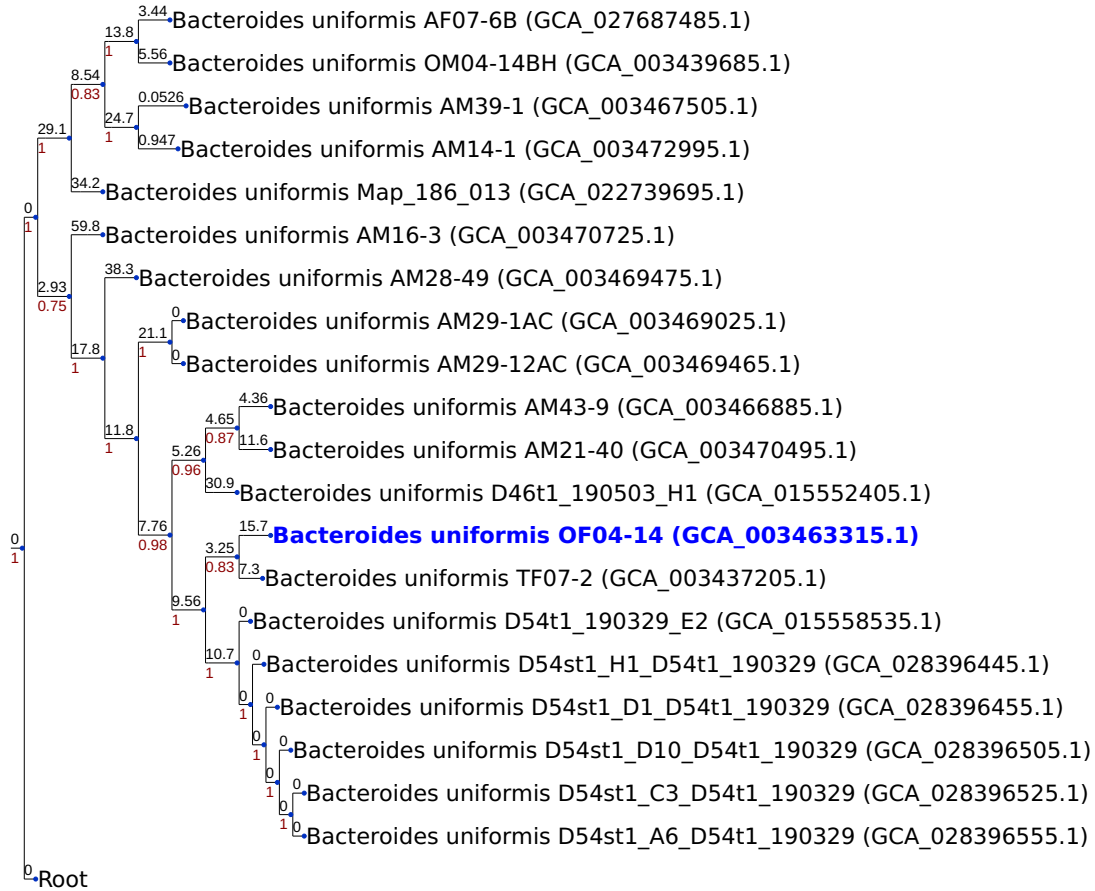 3.44 Bacteroides uniformis AF07-6B (GCA_027687485.1)
13.8
1
5.56 Bacteroides uniformis OM04-14BH (GCA_003439685.1)
8.54
0.83
0.0526 Bacteroides uniformis AM39-1 (GCA_003467505.1)
24.7
1
0.947 Bacteroides uniformis AM14-1 (GCA_003472995.1)
29.1
1
34.2 Bacteroides uniformis Map_186_013 (GCA_022739695.1)
0
1
59.8 Bacteroides uniformis AM16-3 (GCA_003470725.1)
2.93
0.75
38.3 Bacteroides uniformis AM28-49 (GCA_003469475.1)
17.8
1
0 Bacteroides uniformis AM29-1AC (GCA_003469025.1)
21.1
1
0 Bacteroides uniformis AM29-12AC (GCA_003469465.1)
11.8
1
4.36 Bacteroides uniformis AM43-9 (GCA_003466885.1)
4.65
0.87
11.6 Bacteroides uniformis AM21-40 (GCA_003470495.1)
5.26
0.96
30.9 Bacteroides uniformis D46t1_190503_H1 (GCA_015552405.1)
7.76
0.98
15.7 Bacteroides uniformis OF04-14 (GCA_003463315.1)
3.25
0.83
7.3 Bacteroides uniformis TF07-2 (GCA_003437205.1)
9.56
1
0 Bacteroides uniformis D54t1_190329_E2 (GCA_015558535.1)
10.7
1
0 Bacteroides uniformis D54st1_H1_D54t1_190329 (GCA_028396445.1)
0
1
0 Bacteroides uniformis D54st1_D1_D54t1_190329 (GCA_028396455.1)
0
1
0 Bacteroides uniformis D54st1_D10_D54t1_190329 (GCA_028396505.1)
0
1
0 Bacteroides uniformis D54st1_C3_D54t1_190329 (GCA_028396525.1)
0
1
0 Bacteroides uniformis D54st1_A6_D54t1_190329 (GCA_028396555.1)
0
1
0 Root